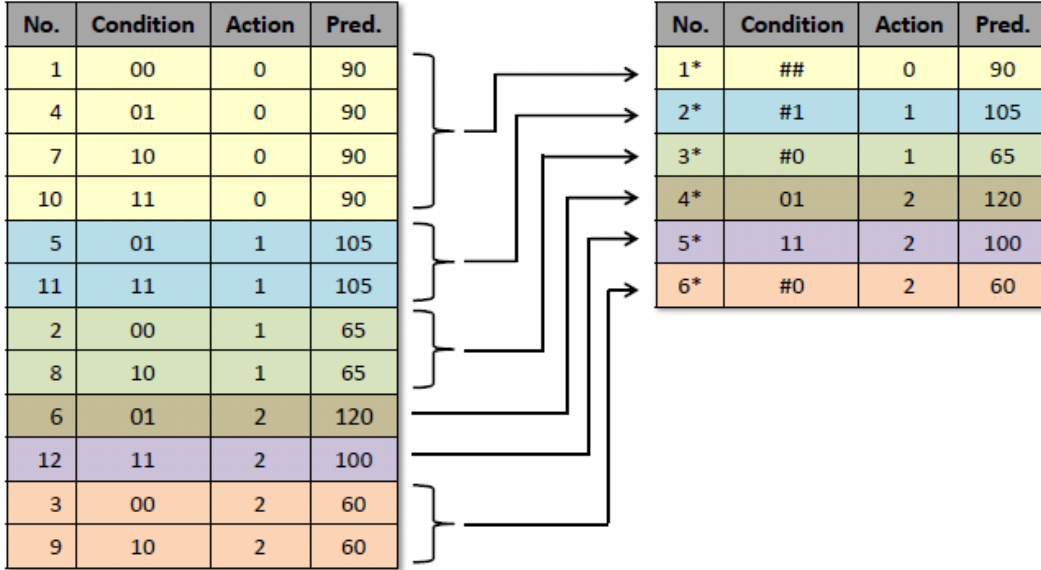 No. Condition Action Pred.
1 00 0 90
4 01 0 90
7 10 0 90
10 11 0 90
5 01 1 105
11 11 1 105
2 00 1 65
8 10 1 65
6 01 2 120
12 11 2 100
3 00 2 60
9 10 2 60
No. Condition Action Pred.
1* ## 0 90
2* #1 1 105
3* #0 1 65
4* 01 2 120
5* 11 2 100
6* #0 2 60